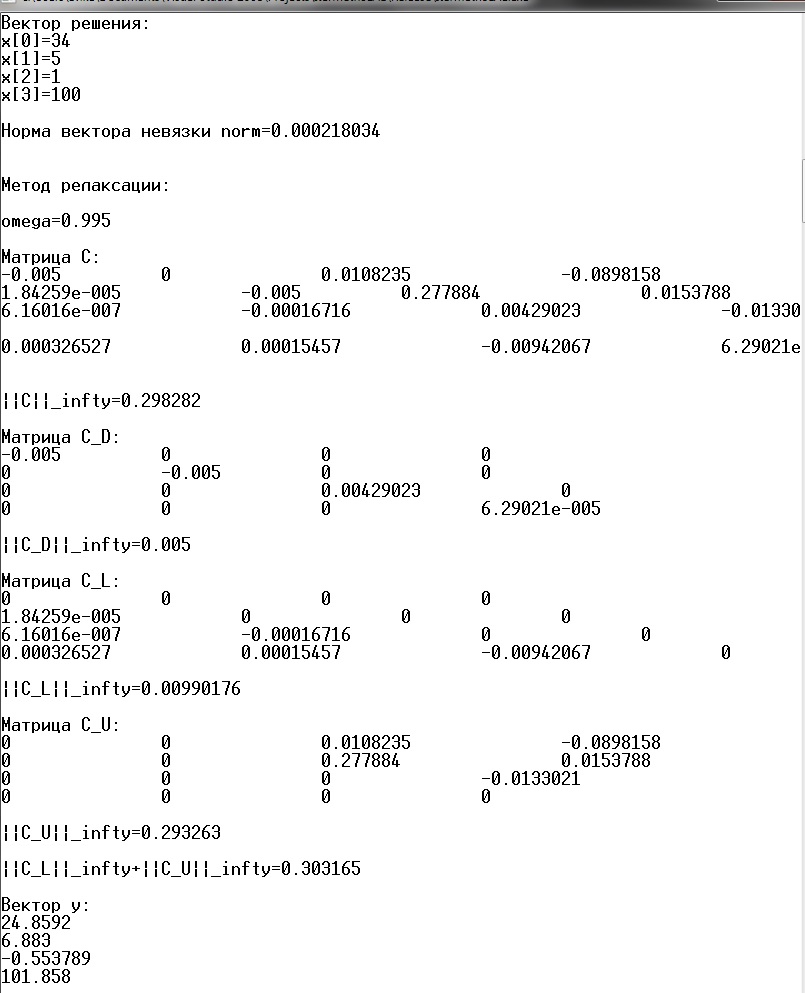 Вектор решения:
x[0]=34
x[1]=5
x[2]=1
x[3]=100
Норма вектора невязки norm=0.000218034
Метод релаксации:
omega=0.995
Матрица C:
-0.005 0 0.0108235 -0.0898158
1.84259e-005 -0.005 0.277884 0.0153788
6.16016e-007 -0.00016716 0.00429023 -0.01330
0.000326527 0.00015457 -0.00942067 6.29021e
||C||_infty=0.298282
Матрица C_D:
-0.005 0 0 0
0 -0.005 0 0
0 0 0.00429023 0
0 0 0 6.29021e-005
||C_D||_infty=0.005
Матрица C_L:
0 0 0 0
1.84259e-005 0 0 0
6.16016e-007 -0.00016716 0 0
0.000326527 0.00015457 -0.00942067 0
||C_L||_infty=0.00990176
Матрица C_U:
0 0 0.0108235 -0.0898158
0 0 0.277884 0.0153788
0 0 0 -0.0133021
0 0 0 0
||C_U||_infty=0.293263
||C_L||_infty+||C_U||_infty=0.303165
Вектор y:
24.8592
6.883
-0.553789
101.858